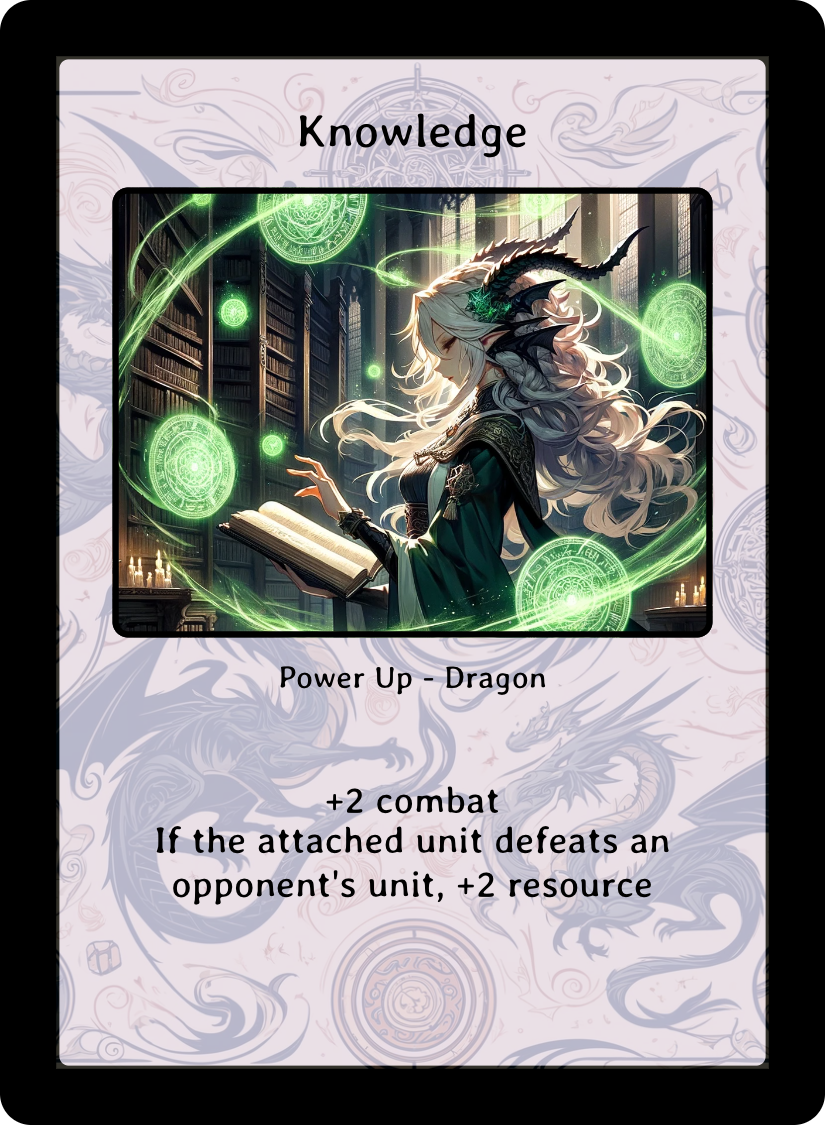 Knowledge
Power Up - Dragon
+2 combat
If the attached unit defeats an
opponent's unit, +2 resource